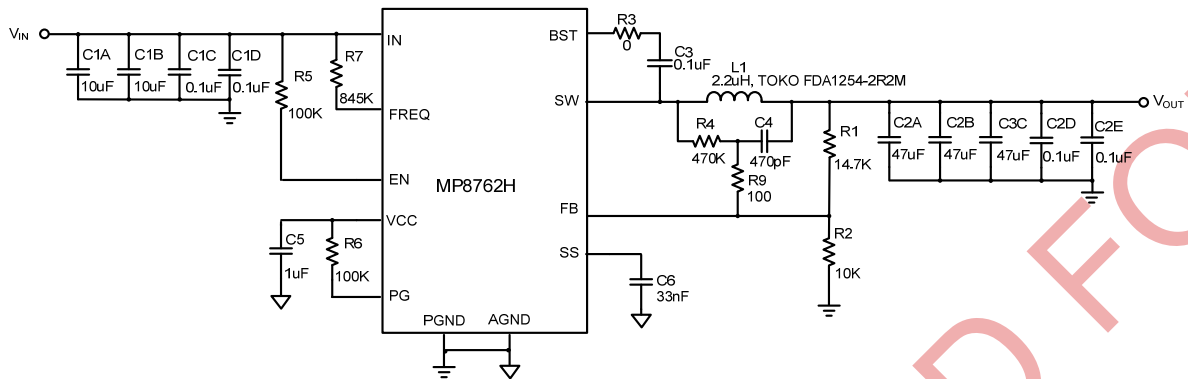 VIN
C1A
10uF
C1B
10uF
C1C
0.1uF
C1D
0.1uF
R5
100K
R7
845K
IN
FREQ
EN
VCC
PG
PGND
AGND
MP8762H
BST
SW
FB
SS
C5
1uF
R6
100K
R3
0
C3
0.1uF
L1
2.2uH, TOKO FDA1254-2R2M
R4
470K
C4
470pF
R9
100
R1
14.7K
R2
10K
C6
33nF
C2A
47uF
C2B
47uF
C3C
47uF
C2D
0.1uF
C2E
0.1uF
VOUT
D FO